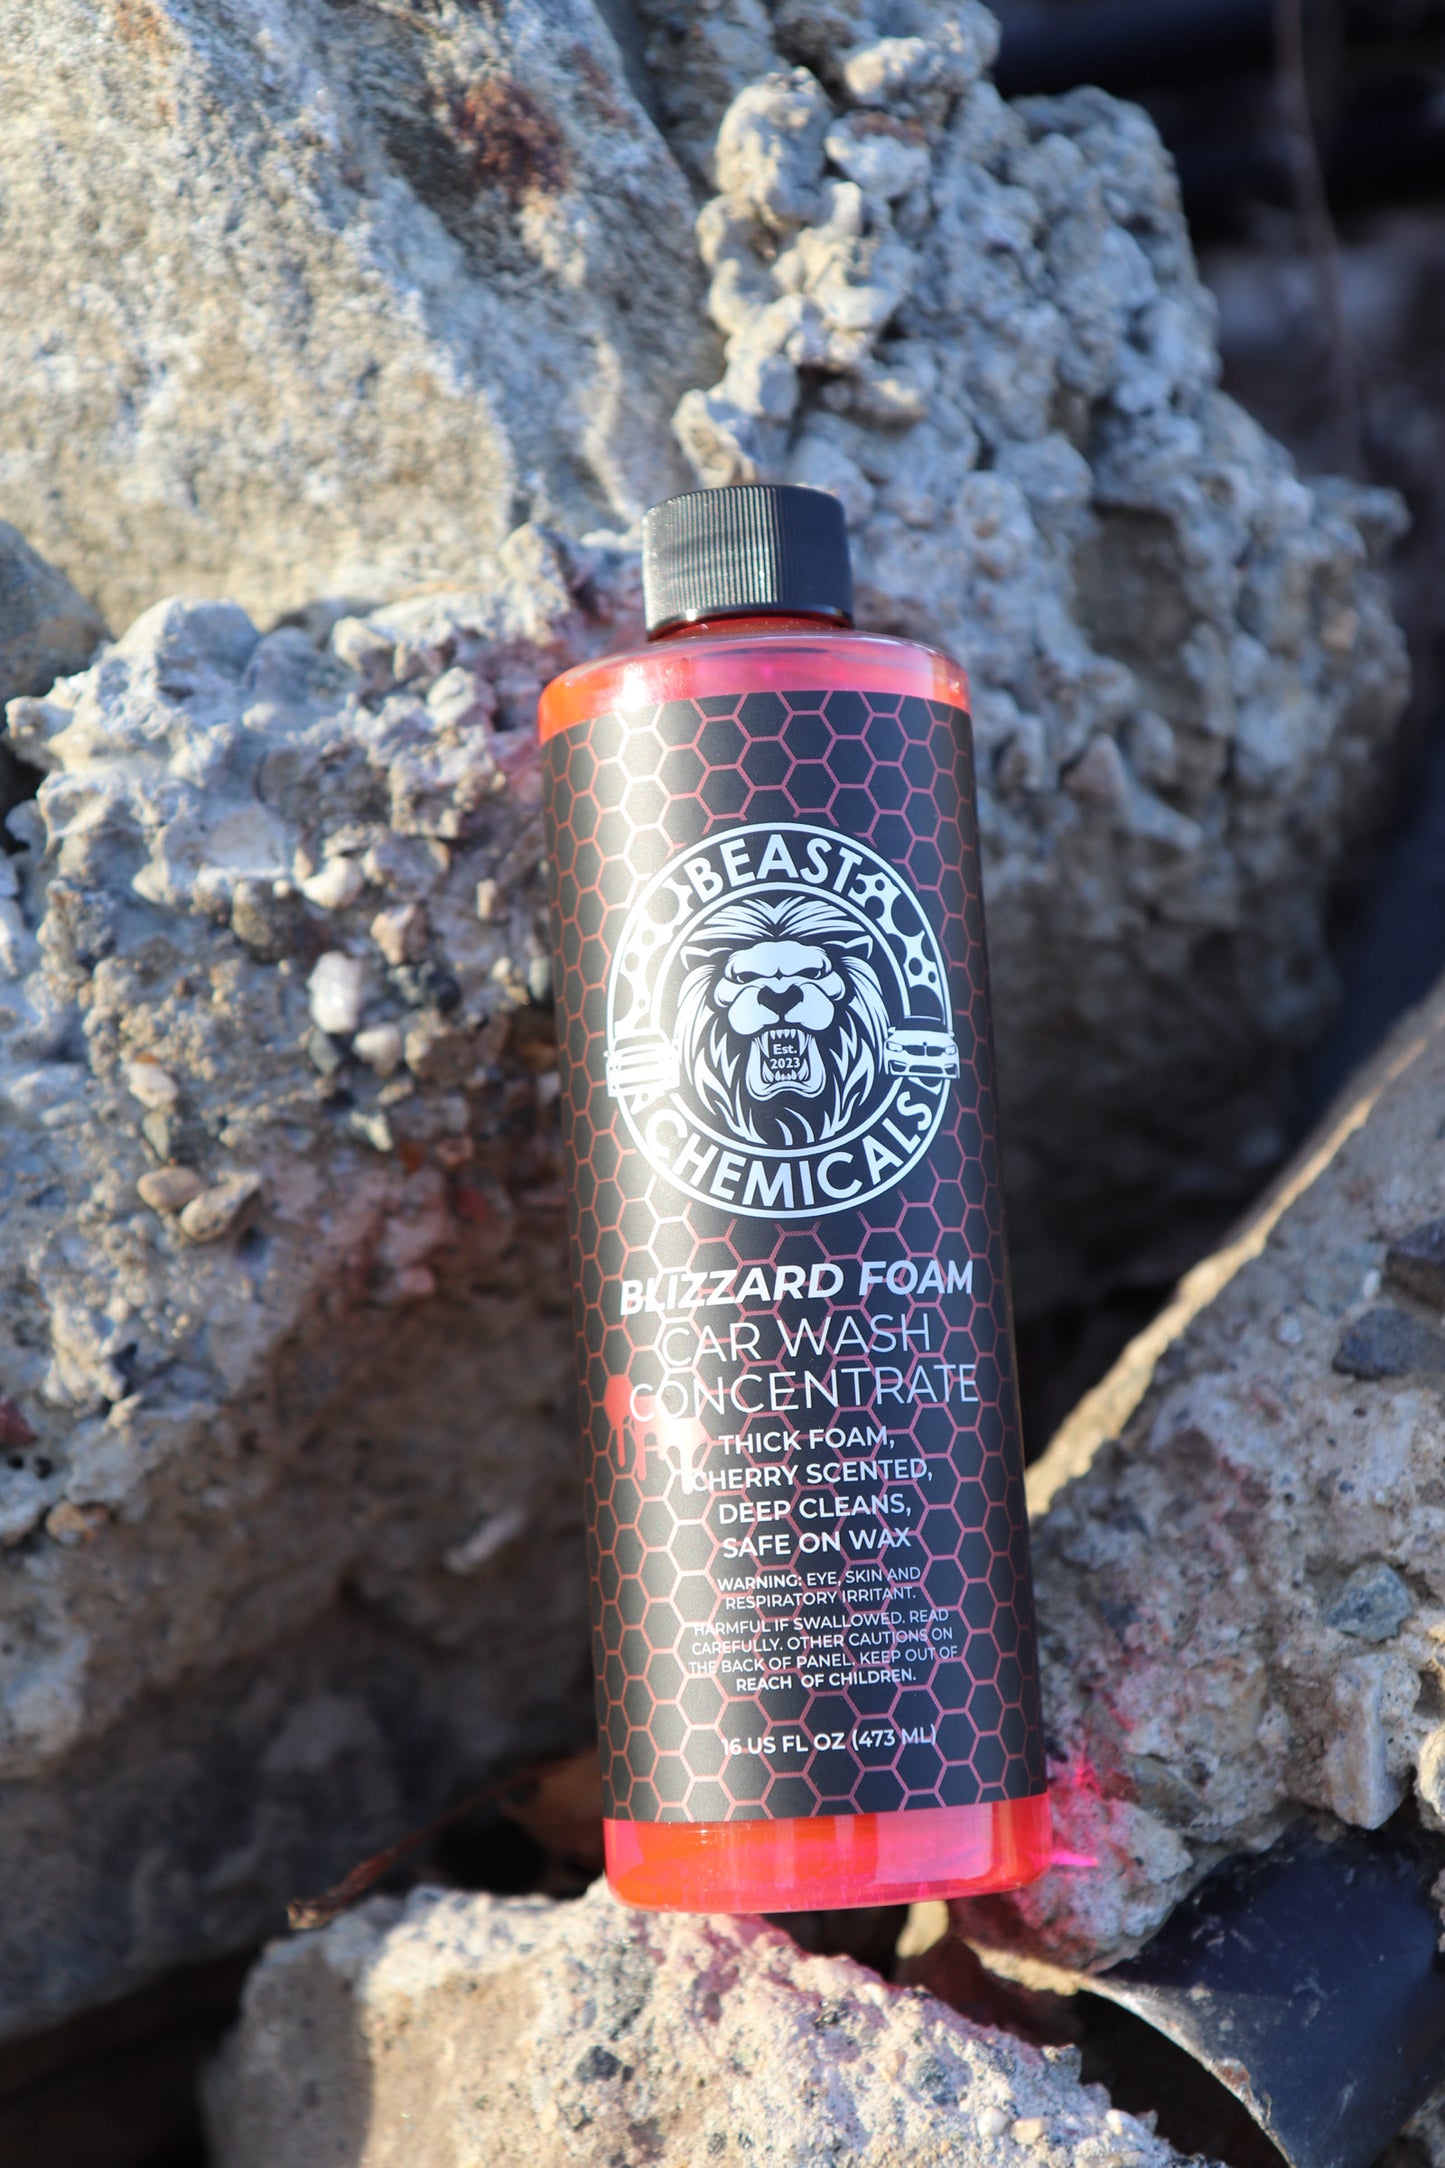 BEAST
Est.
2023
CHEMICALS
BLIZZARD FOAM
CAR WASH
CONCENTRATE
THICK FOAM,
CHERRY SCENTED,
DEEP CLEANS,
SAFE ON WAX
WARNING: EYE, SKIN AND
RESPIRATORY IRRITANT.
HARMFUL IF SWALLOWED. READ
CAREFULLY. OTHER CAUTIONS ON
THE BACK OF PANEL. KEEP OUT OF
REACH OF CHILDREN.
16 US FL OZ (473 ML)